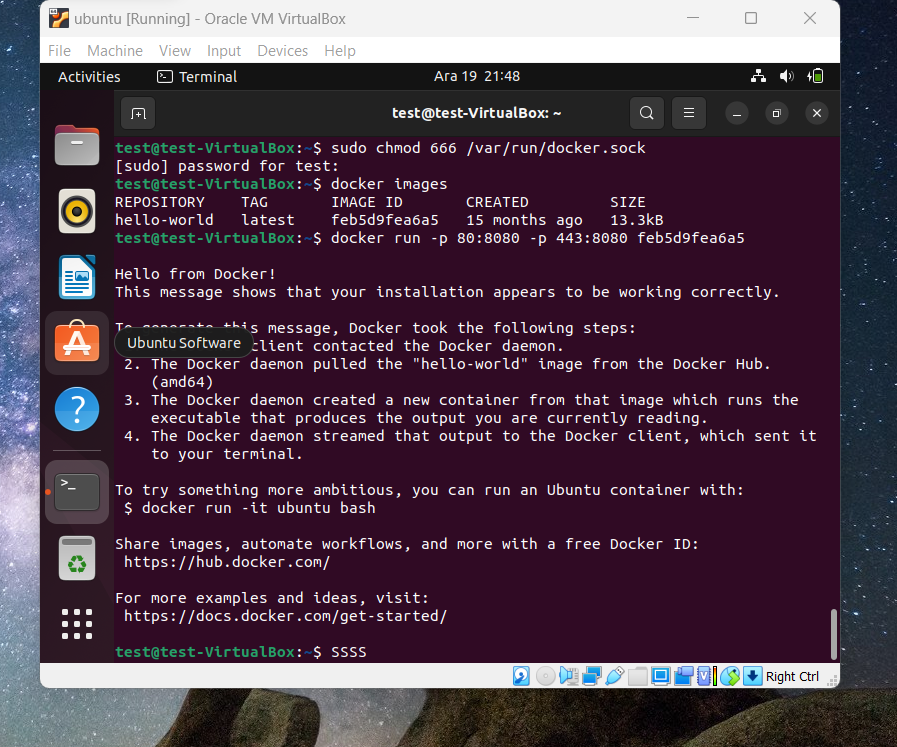 ubuntu [Running] - Oracle VM VirtualBox
File Machine View Input Devices Help
Activities Terminal Ara 19 21:48
test@test-VirtualBox: ~
test@test-VirtualBox:~$ sudo chmod 666 /var/run/docker.sock
[sudo] password for test:
test@test-VirtualBox:~$ docker images
REPOSITORY TAG IMAGE ID CREATED SIZE
hello-world latest feb5d9fea6a5 15 months ago 13.3kB
test@test-VirtualBox:~$ docker run -p 80:8080 -p 443:8080 feb5d9fea6a5
Hello from Docker!
This message shows that your installation appears to be working correctly.
To generate this message, Docker took the following steps:
Ubuntu Software
client contacted the Docker daemon.
2. The Docker daemon pulled the "hello-world" image from the Docker Hub.
(amd64)
3. The Docker daemon created a new container from that image which runs the
executable that produces the output you are currently reading.
4. The Docker daemon streamed that output to the Docker client, which sent it
to your terminal.
To try something more ambitious, you can run an Ubuntu container with:
$ docker run -it ubuntu bash
Share images, automate workflows, and more with a free Docker ID:
https://hub.docker.com/
For more examples and ideas, visit:
https://docs.docker.com/get-started/
test@test-VirtualBox:~$ SSSS
Right Ctrl